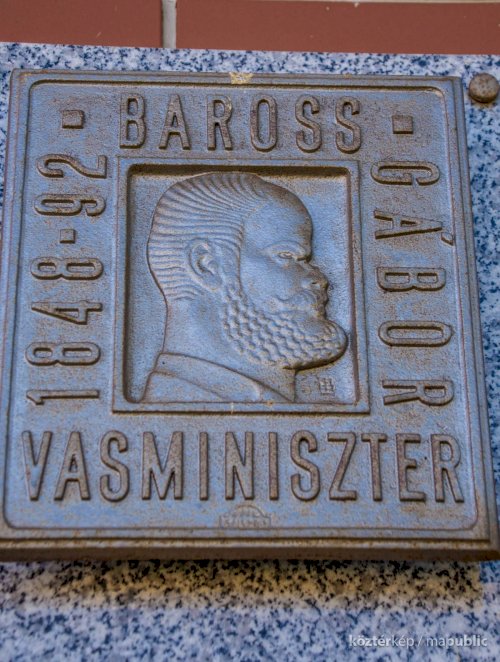 BAROSS
GÁBOR
1848-92
VASMINISZTER
köztérkép / mapublic